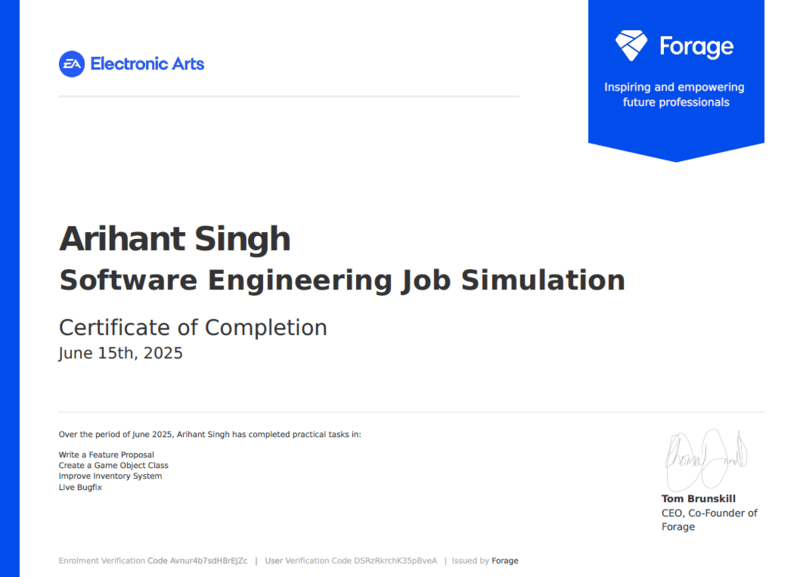 EA Electronic Arts
Forage
Inspiring and empowering
future professionals
Arihant Singh
Software Engineering Job Simulation
Certificate of Completion
June 15th, 2025
Over the period of June 2025, Arihant Singh has completed practical tasks in:
Write a Feature Proposal
Create a Game Object Class
Improve Inventory System
Live Bugfix
Tom Brunskill
CEO, Co-Founder of
Forage
Enrolment Verification Code Avnur4b7sdH8rEJZc | User Verification Code DSRzRkrchK35pBveA | Issued by Forage